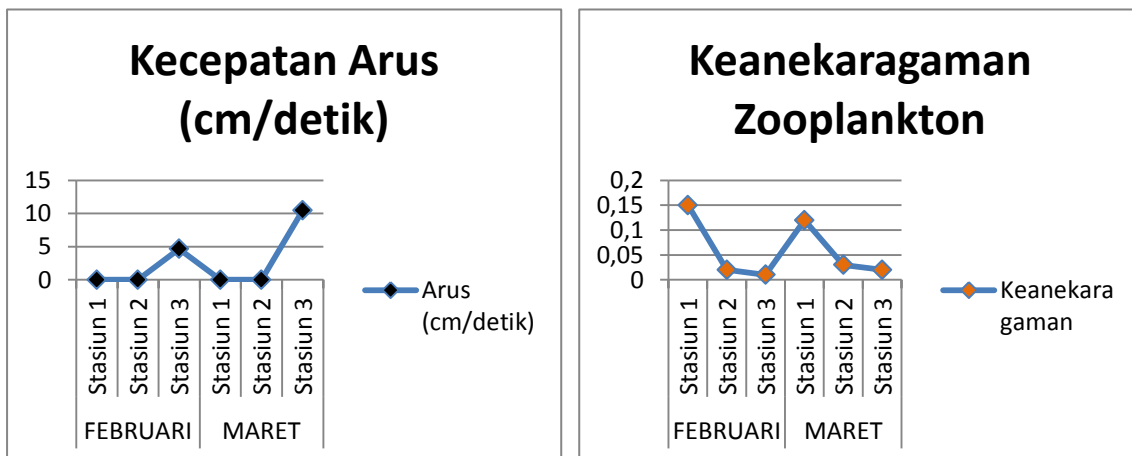 Kecepatan Arus
(cm/detik)
15
10
5
0
Stasiun 1
Stasiun 2
Stasiun 3
Stasiun 1
Stasiun 2
Stasiun 3
FEBRUARI
MARET
Arus
(cm/detik)
Keanekaragaman
Zooplankton
0,2
0,15
0,1
0,05
0
Stasiun 1
Stasiun 2
Stasiun 3
Stasiun 1
Stasiun 2
Stasiun 3
FEBRUARI
MARET
Keanekara
gaman